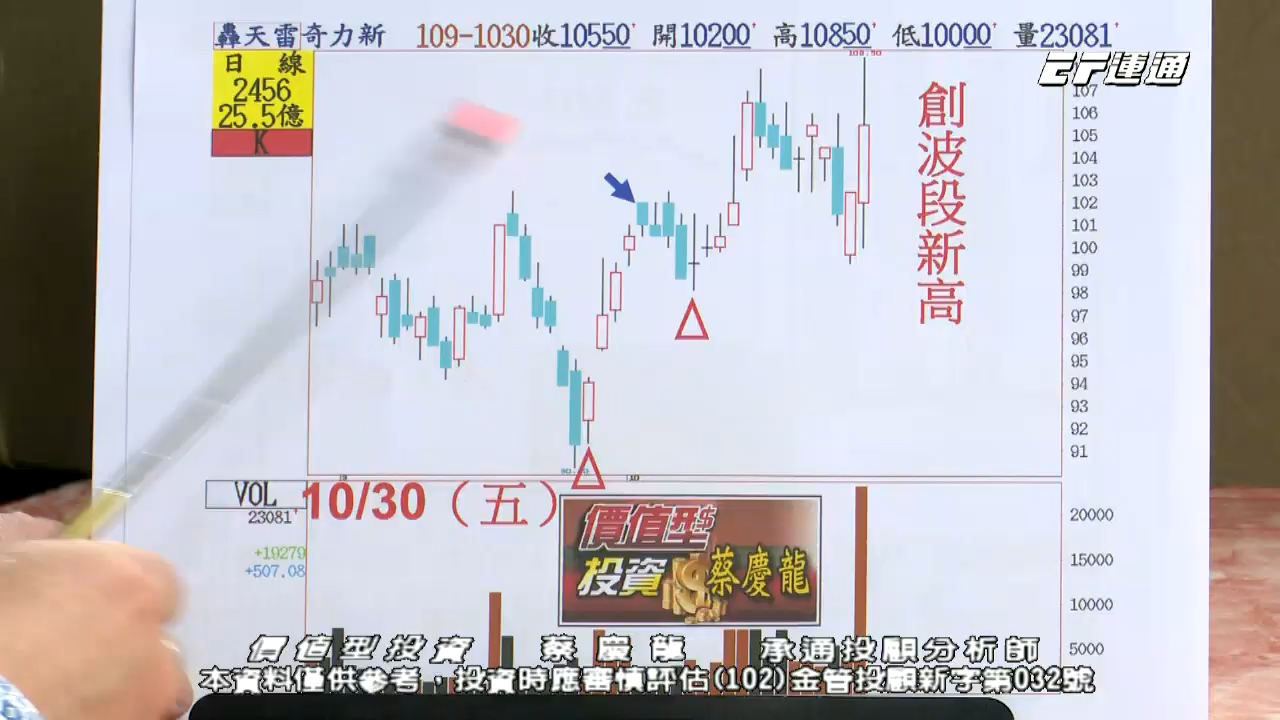 轟天雷奇力新 109-1030收10550' 開10200' 高10850' 低10000' 量23081'
EF連通
日 線
2456
25.5億
K
108.50
創波段新高
107
106
105
104
103
102
101
100
99
98
97
96
95
94
93
92
91
10
VOL
23081'
+19279
+507.08
10/30（五）
20000
15000
10000
5000
價值型$
投資
蔡慶龍
價值型投資 蔡慶龍 承通投顧分析師
本資料僅供參考，投資時應審慎評估(102)金管投顧新字第032號